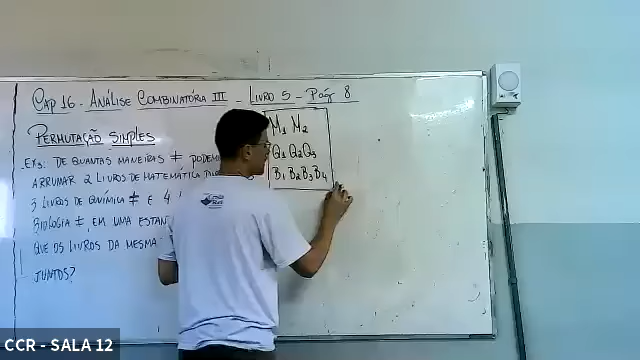 CAP 16 - ANÁLISE COMBINATÓRIA III - LIVRO 5 - PÁG 8
PERMUTAÇÃO SIMPLES
EX3: DE QUANTAS MANEIRAS ≠ PODEM
ARRUMAR 2 LIVROS DE MATEMÁTICA
3 LIVROS DE QUÍMICA ≠ E 4
BIOLOGIA ≠, EM UMA ESTAN
QUE OS LIVROS DA MESMA
JUNTOS?
M1 M2
Q1 Q2 Q3
B1 B2 B3 B4
CCR - SALA 12